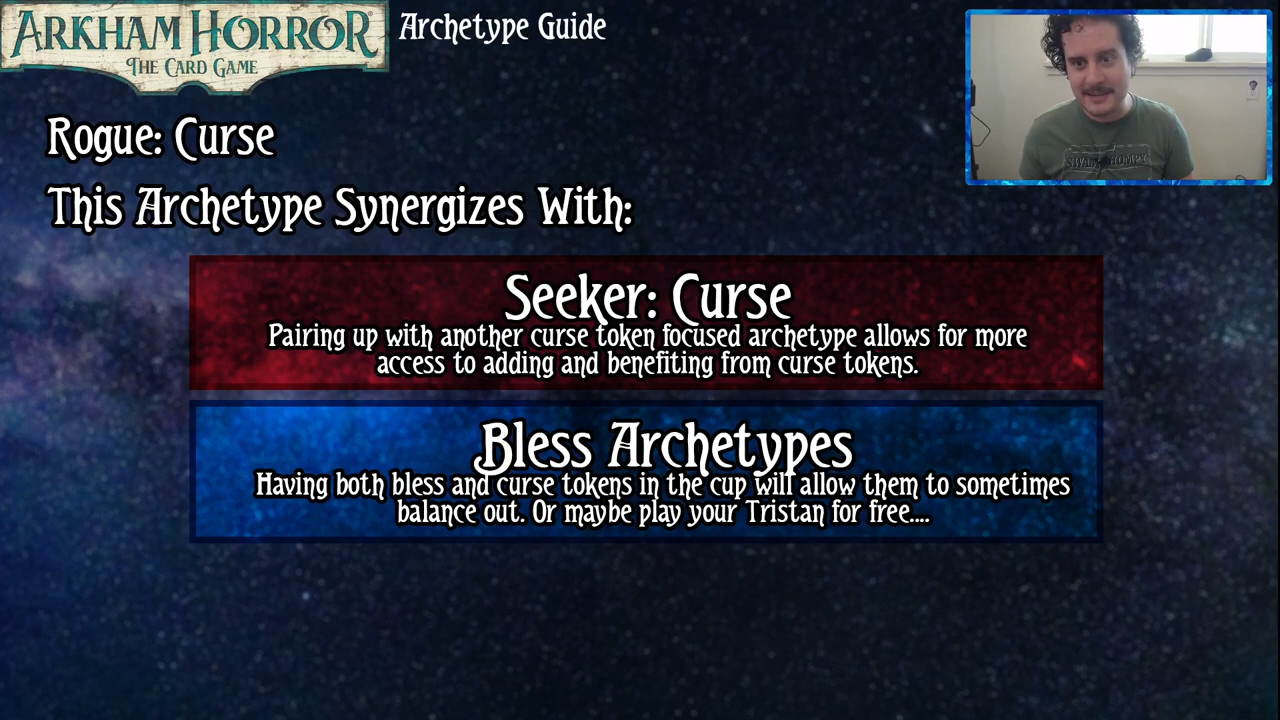 ARKHAM HORROR®
THE CARD GAME
Archetype Guide
Rogue: Curse
This Archetype Synergizes With:
Seeker: Curse
Pairing up with another curse token focused archetype allows for more
access to adding and benefiting from curse tokens.
Bless Archetypes
Having both bless and curse tokens in the cup will allow them to sometimes
balance out. Or maybe play your Tristan for free....